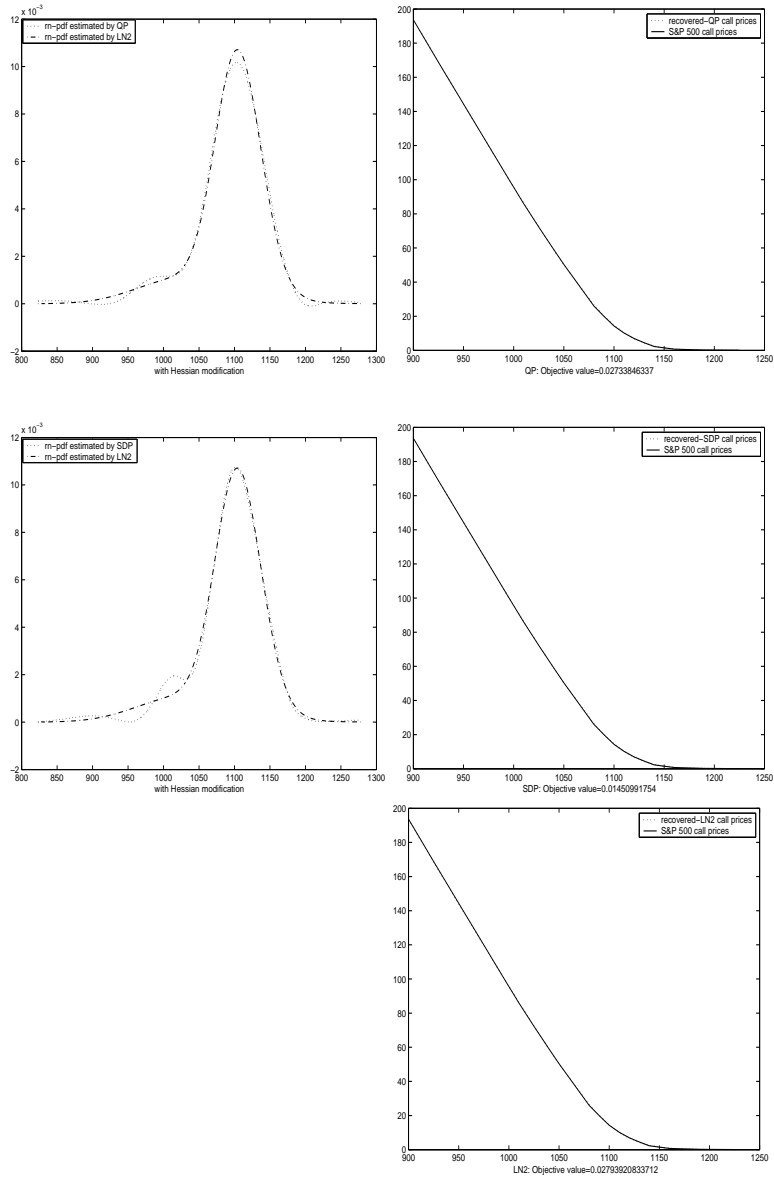 x 10^-3
12
10
8
6
4
2
0
−2
800 850 900 950 1000 1050 1100 1150 1200 1250 1300
with Hessian modification
rn−pdf estimated by QP
rn−pdf estimated by LN2
200
180
160
140
120
100
80
60
40
20
0
900 950 1000 1050 1100 1150 1200 1250
QP: Objective value=0.02733846337
recovered−QP call prices
S&P 500 call prices
x 10^-3
12
10
8
6
4
2
0
−2
800 850 900 950 1000 1050 1100 1150 1200 1250 1300
with Hessian modification
rn−pdf estimated by SDP
rn−pdf estimated by LN2
200
180
160
140
120
100
80
60
40
20
0
900 950 1000 1050 1100 1150 1200 1250
SDP: Objective value=0.01450991754
recovered−SDP call prices
S&P 500 call prices
200
180
160
140
120
100
80
60
40
20
0
900 950 1000 1050 1100 1150 1200 1250
LN2: Objective value=0.02793920833712
recovered−LN2 call prices
S&P 500 call prices